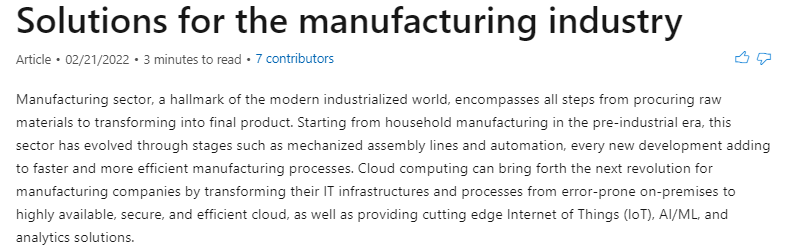 Solutions for the manufacturing industry
Article • 02/21/2022 • 3 minutes to read • 7 contributors
Manufacturing sector, a hallmark of the modern industrialized world, encompasses all steps from procuring raw
materials to transforming into final product. Starting from household manufacturing in the pre-industrial era, this
sector has evolved through stages such as mechanized assembly lines and automation, every new development adding
to faster and more efficient manufacturing processes. Cloud computing can bring forth the next revolution for
manufacturing companies by transforming their IT infrastructures and processes from error-prone on-premises to
highly available, secure, and efficient cloud, as well as providing cutting edge Internet of Things (IoT), AI/ML, and
analytics solutions.